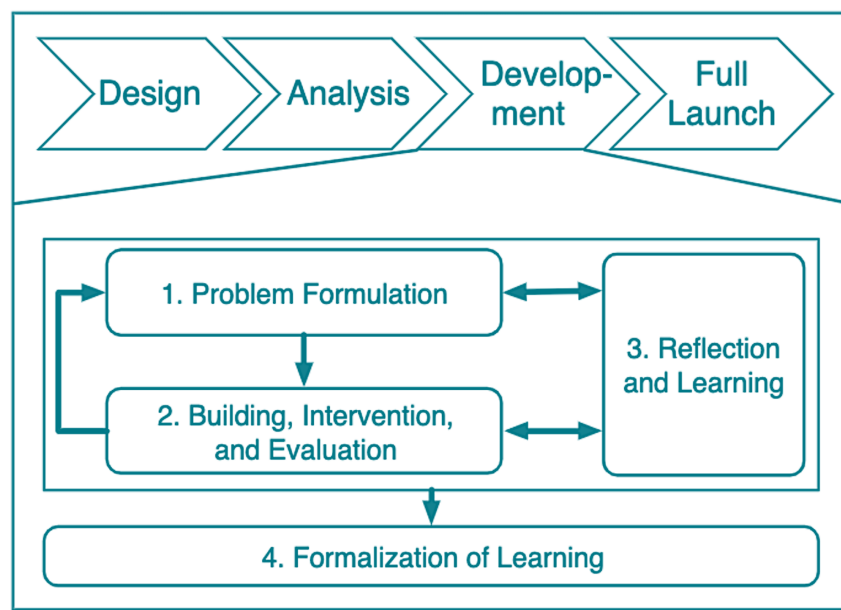 Design
Analysis
Develop-
ment
Full
Launch
1. Problem Formulation
2. Building, Intervention,
and Evaluation
3. Reflection
and Learning
4. Formalization of Learning